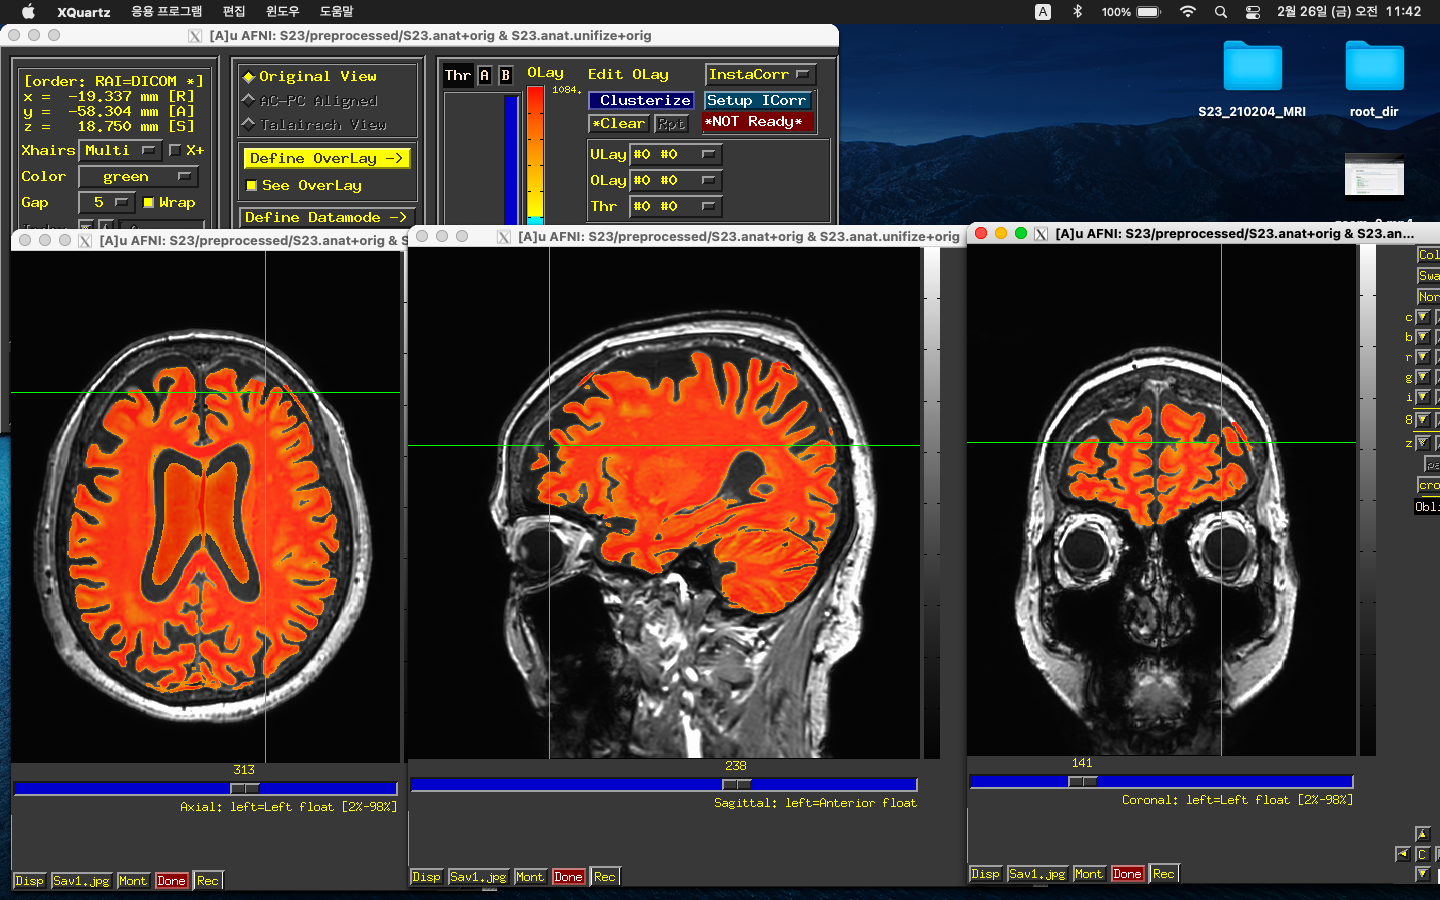 XQuartz 응용 프로그램 편집 윈도우 도움말 A 100% 2월 26일 (금) 오전 11:42
[A]u AFNI: S23/preprocessed/S23.anat+orig & S23.anat.unifize+orig
[order: RAI=DICOM *]
x = -19.337 mm [R]
y = -58.304 mm [A]
z = 18.750 mm [S]
Xhairs Multi X+
Color green
Gap 5 Wrap
Original View
AC-PC Aligned
Talairach View
Define OverLay ->
See OverLay
Define Datamode ->
Thr A B OLay
1084.
Edit OLay InstaCorr
Clusterize Setup ICorr
*Clear Rpt *NOT Ready*
ULay #0 #0
OLay #0 #0
Thr #0 #0
S23_210204_MRI
root_dir
[A]u AFNI: S23/preprocessed/S23.anat+orig & S
313
Axial: left=Left float [2%-98%]
Disp Sav1.jpg Mont Done Rec
[A]u AFNI: S23/preprocessed/S23.anat+orig & S23.anat.unifize+orig
238
Sagittal: left=Anterior float
Disp Sav1.jpg Mont Done Rec
[A]u AFNI: S23/preprocessed/S23.anat+orig & S23.an...
Col
Swa
Nor
c
b
r
g
i
8
z
cro
Obli
141
Coronal: left=Left float [2%-98%]
C
Disp Sav1.jpg Mont Done Rec